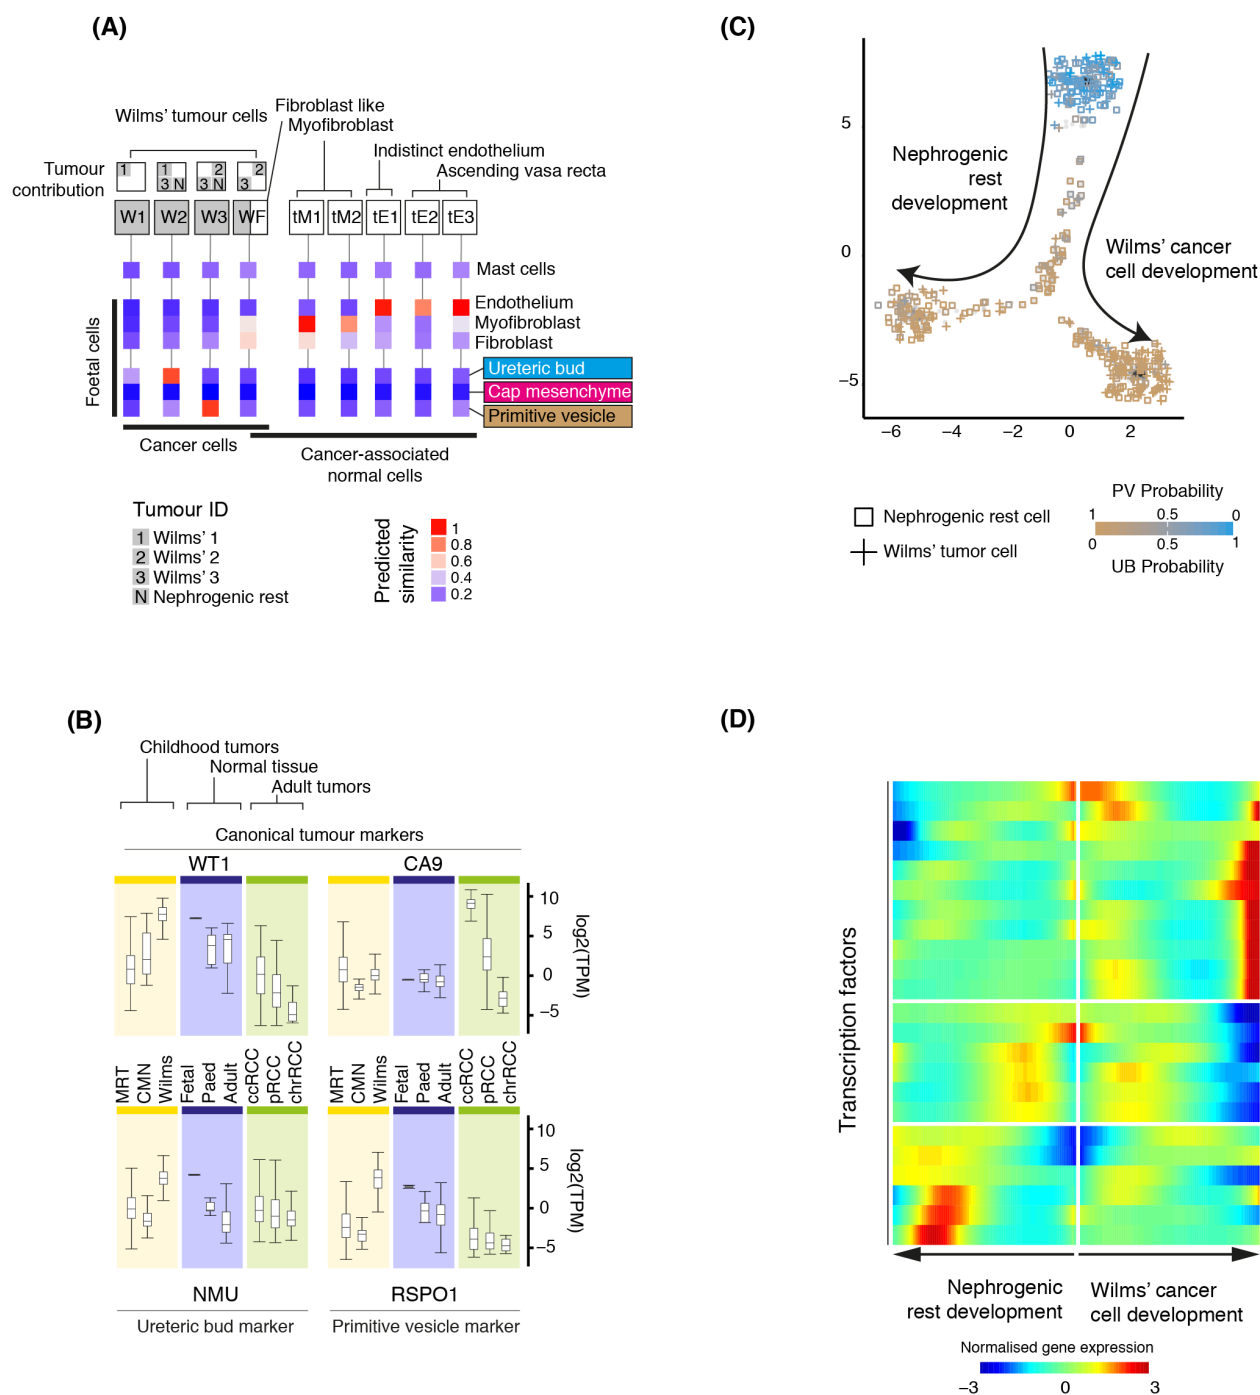 (A)
Fibroblast like
Wilms' tumour cells
Myofibroblast
Indistinct endothelium
Ascending vasa recta
Tumour
contribution
1
1
3 N
2
3 N
2
3
W1
W2
W3
WF
tM1
tM2
tE1
tE2
tE3
Mast cells
Foetal cells
Endothelium
Myofibroblast
Fibroblast
Ureteric bud
Cap mesenchyme
Primitive vesicle
Cancer cells
Cancer-associated
normal cells
Tumour ID
1 Wilms' 1
2 Wilms' 2
3 Wilms' 3
N Nephrogenic rest
Predicted
similarity
1
0.8
0.6
0.4
0.2
(B)
Childhood tumors
Normal tissue
Adult tumors
Canonical tumour markers
WT1
CA9
10
5
0
−5
log2(TPM)
MRT
CMN
Wilms
Fetal
Paed
Adult
ccRCC
pRCC
chrRCC
MRT
CMN
Wilms
Fetal
Paed
Adult
ccRCC
pRCC
chrRCC
10
5
0
−5
log2(TPM)
NMU
RSPO1
Ureteric bud marker
Primitive vesicle marker
(C)
5
0
−5
−6
−4
−2
0
2
Nephrogenic
rest
development
Wilms' cancer
cell development
Nephrogenic rest cell
Wilms' tumor cell
PV Probability
1
0.5
0
0
0.5
1
UB Probability
(D)
Transcription factors
Nephrogenic
rest development
Wilms' cancer
cell development
Normalised gene expression
−3
0
3